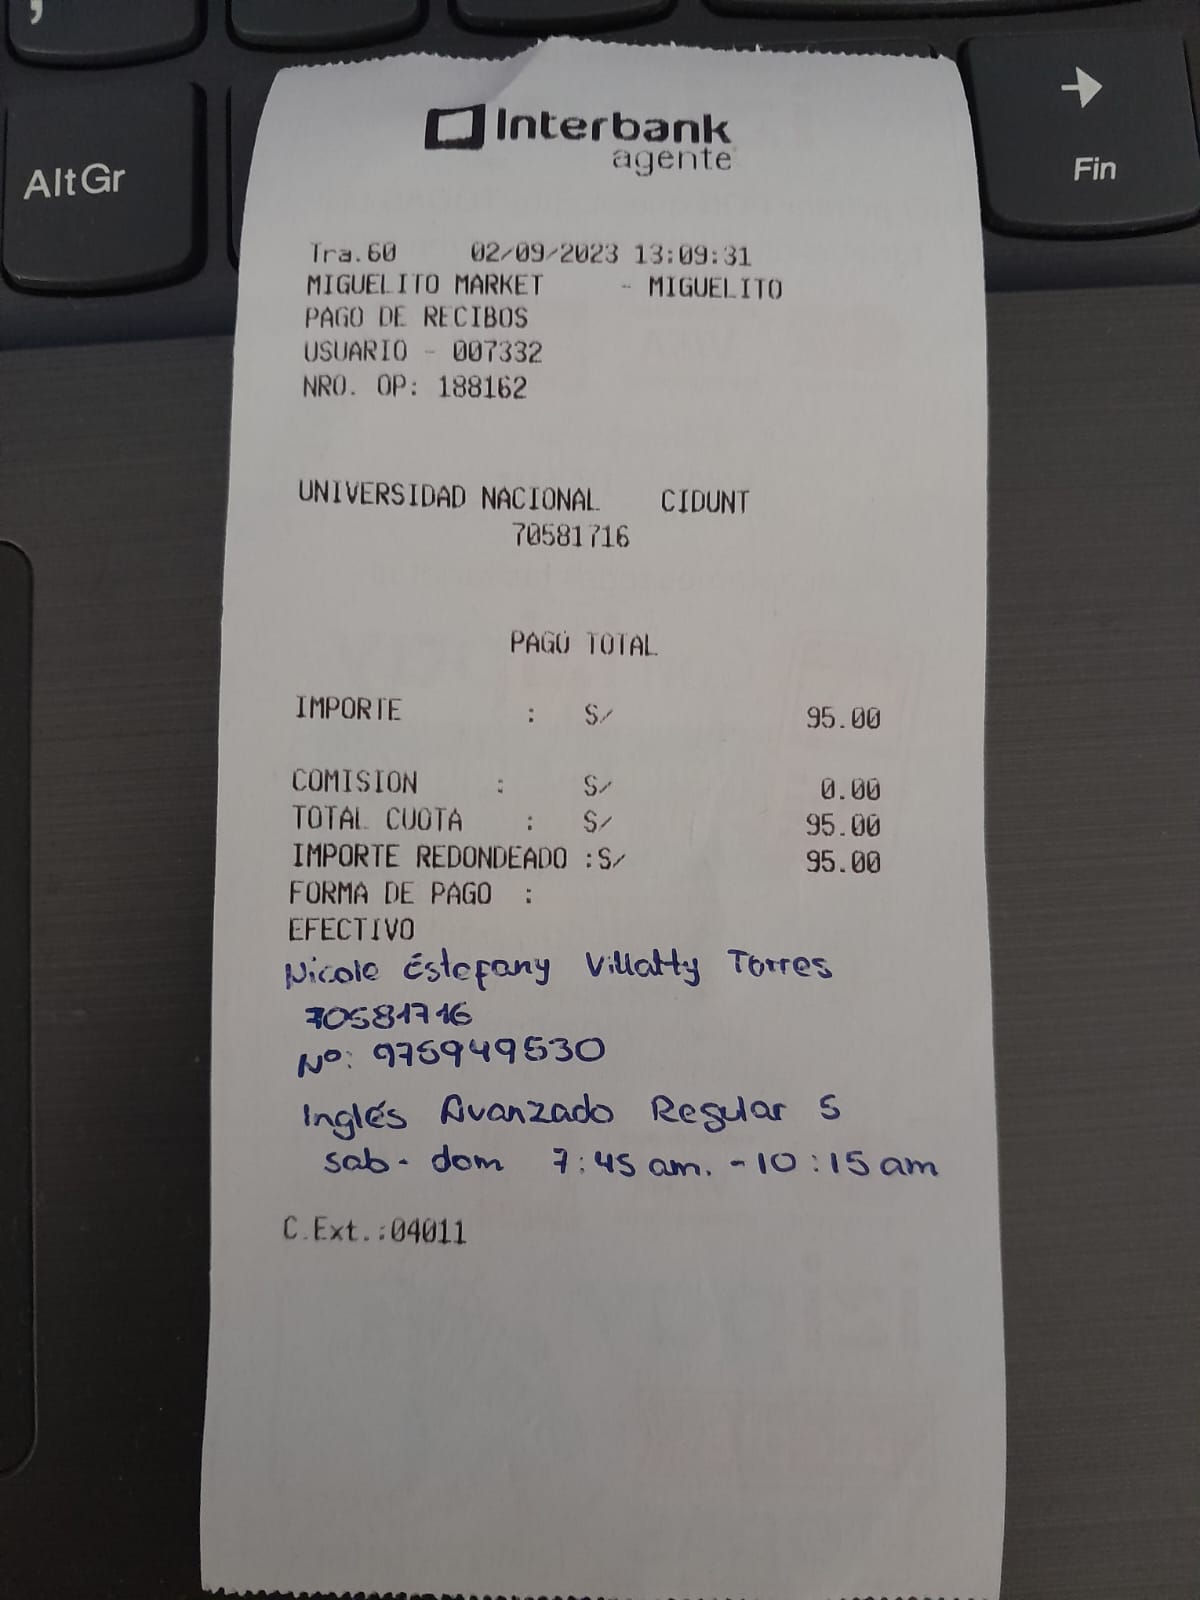 ;
AltGr
→
Fin
Interbank
agente
Tra.60 02/09/2023 13:09:31
MIGUELITO MARKET - MIGUELITO
PAGO DE RECIBOS
USUARIO - 007332
NRO. OP: 188162
UNIVERSIDAD NACIONAL CIDUNT
70581716
PAGO TOTAL
IMPORTE : S/ 95.00
COMISION : S/ 0.00
TOTAL CUOTA : S/ 95.00
IMPORTE REDONDEADO :S/ 95.00
FORMA DE PAGO :
EFECTIVO
Nicole Estefany Villatty Torres
70581716
Nº: 975949530
Inglés Avanzado Regular 5
sab - dom 7:45 am. - 10:15 am
C.Ext.:04011